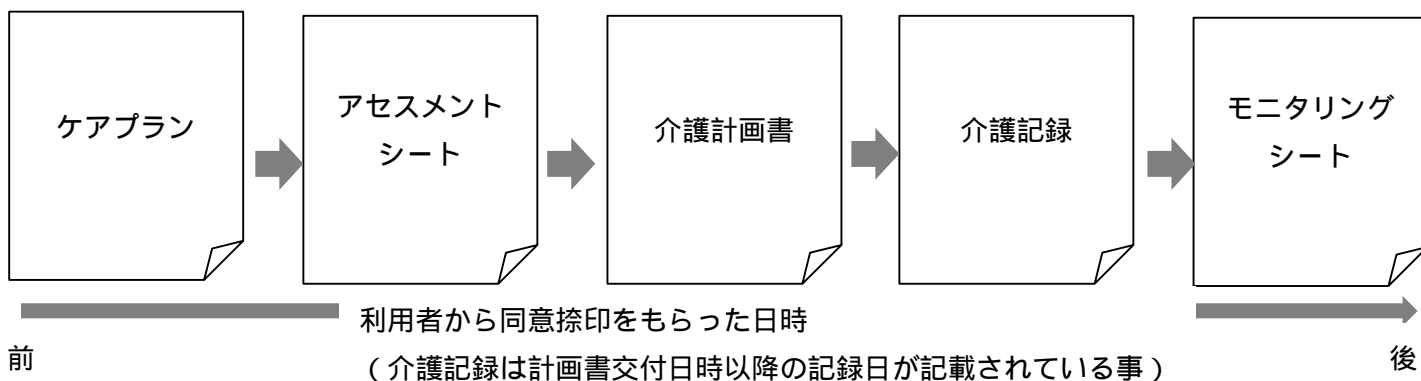 ケアプラン
アセスメント
シート
介護計画書
介護記録
モニタリング
シート
利用者から同意捺印をもらった日時
前
(介護記録は計画書交付日時以降の記録日が記載されている事)
後